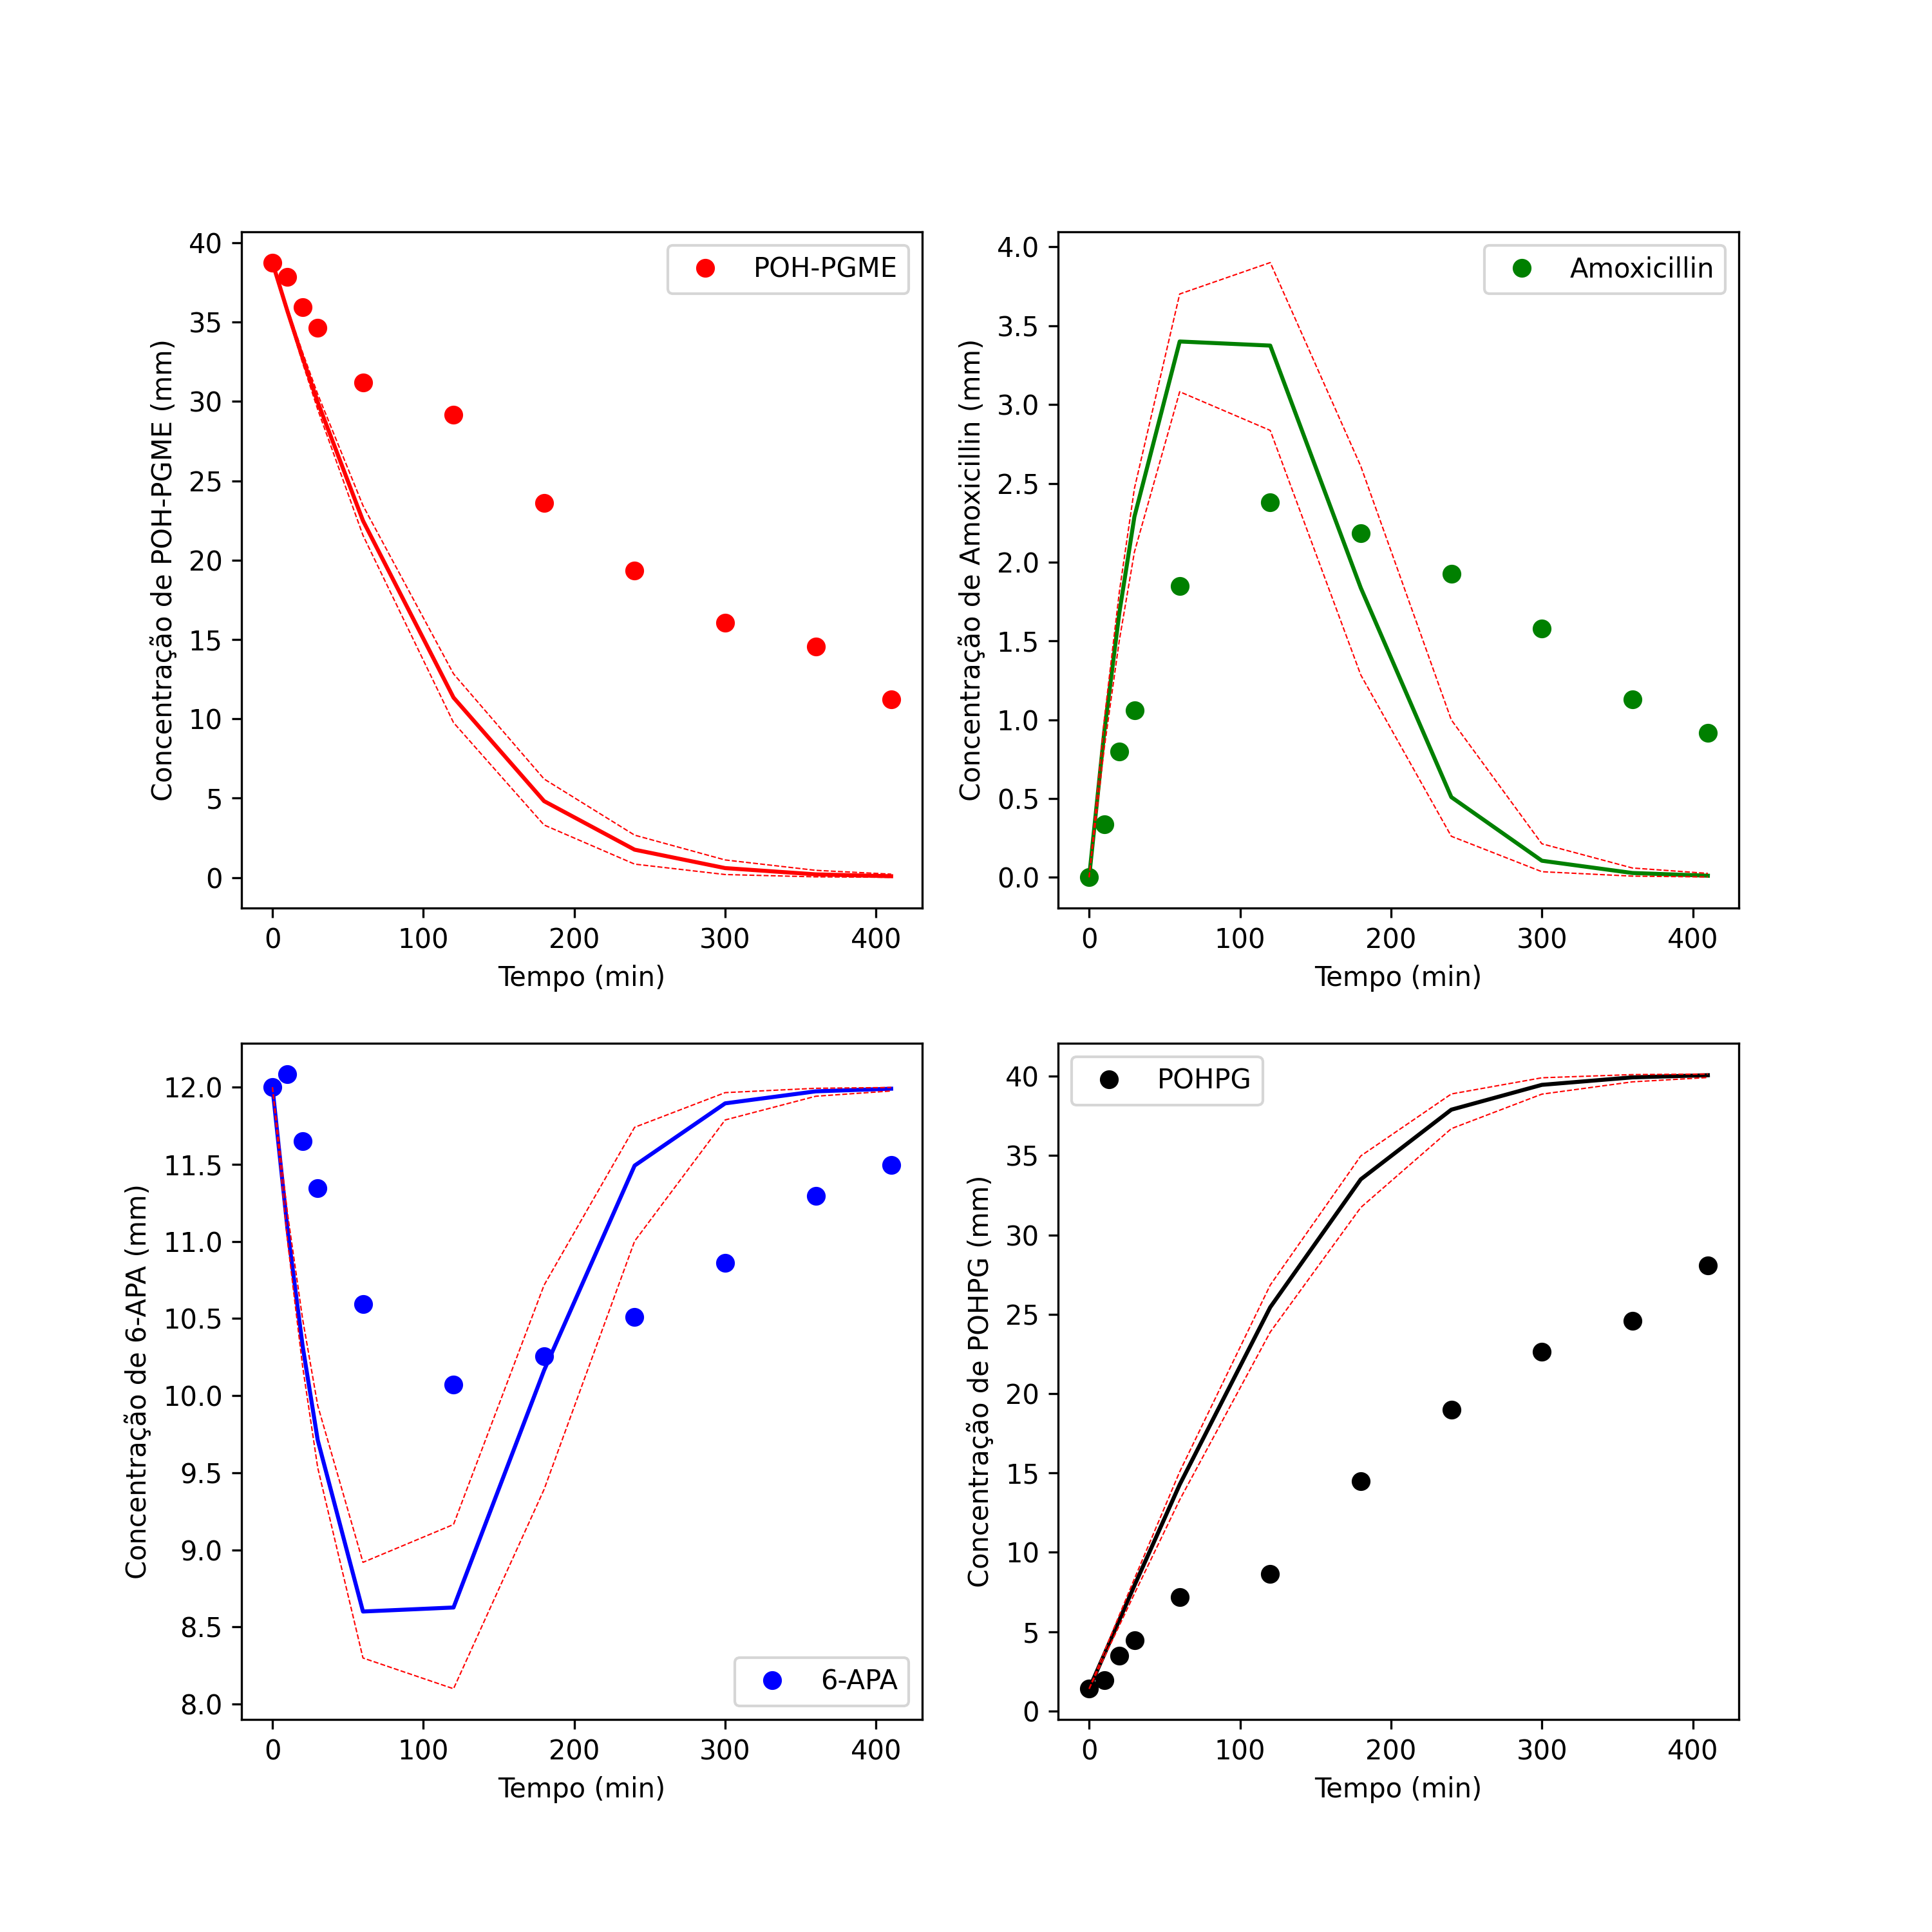 40
35
30
25
20
15
10
5
0
Concentração de POH-PGME (mm)
POH-PGME
0 100 200 300 400
Tempo (min)
4.0
3.5
3.0
2.5
2.0
1.5
1.0
0.5
0.0
Concentração de Amoxicillin (mm)
Amoxicillin
0 100 200 300 400
Tempo (min)
12.0
11.5
11.0
10.5
10.0
9.5
9.0
8.5
8.0
Concentração de 6-APA (mm)
6-APA
0 100 200 300 400
Tempo (min)
40
35
30
25
20
15
10
5
0
Concentração de POHPG (mm)
POHPG
0 100 200 300 400
Tempo (min)